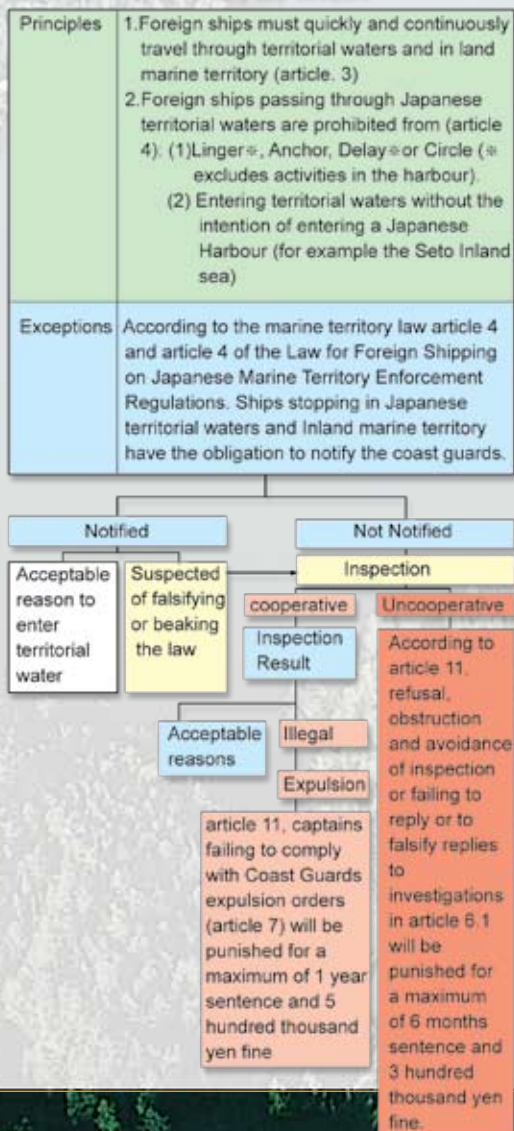 Principles
1.Foreign ships must quickly and continuously
travel through territorial waters and in land
marine territory (article. 3)
2.Foreign ships passing through Japanese
territorial waters are prohibited from (article
4). (1)Linger※, Anchor, Delay※or Circle (※
excludes activities in the harbour).
(2) Entering territorial waters without the
intention of entering a Japanese
Harbour (for example the Seto Inland
sea)
Exceptions
According to the marine territory law article 4
and article 4 of the Law for Foreign Shipping
on Japanese Marine Territory Enforcement
Regulations. Ships stopping in Japanese
territorial waters and Inland marine territory
have the obligation to notify the coast guards.
Notified
Not Notified
Acceptable
reason to
enter
territorial
water
Suspected
of falsifying
or beaking
the law
Inspection
cooperative
Uncooperative
Inspection
Result
Acceptable
reasons
Illegal
Expulsion
article 11, captains
failing to comply
with Coast Guards
expulsion orders
(article 7) will be
punished for a
maximum of 1 year
sentence and 5
hundred thousand
yen fine
According to
article 11,
refusal,
obstruction
and avoidance
of inspection
or failing to
reply or to
falsify replies
to
investigations
in article 6.1
will be
punished for
a maximum
of 6 months
sentence and
3 hundred
thousand yen
fine.